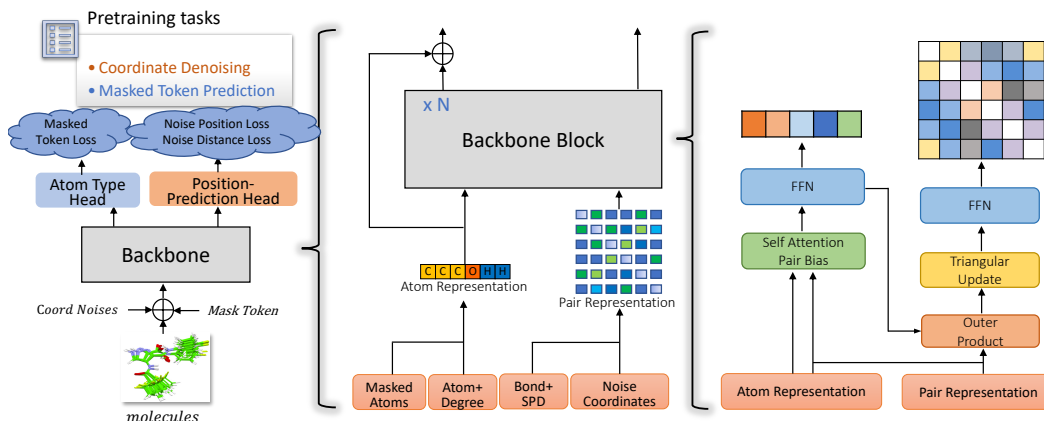 Pretraining tasks
• Coordinate Denoising
• Masked Token Prediction
Masked
Token Loss
Noise Position Loss
Noise Distance Loss
Atom Type
Head
Position-
Prediction Head
Backbone
Coord Noises
Mask Token
molecules
x N
Backbone Block
C C C O H H
Atom Representation
Pair Representation
Masked
Atoms
Atom+
Degree
Bond+
SPD
Noise
Coordinates
FFN
Self Attention
Pair Bias
Atom Representation
FFN
Triangular
Update
Outer
Product
Pair Representation